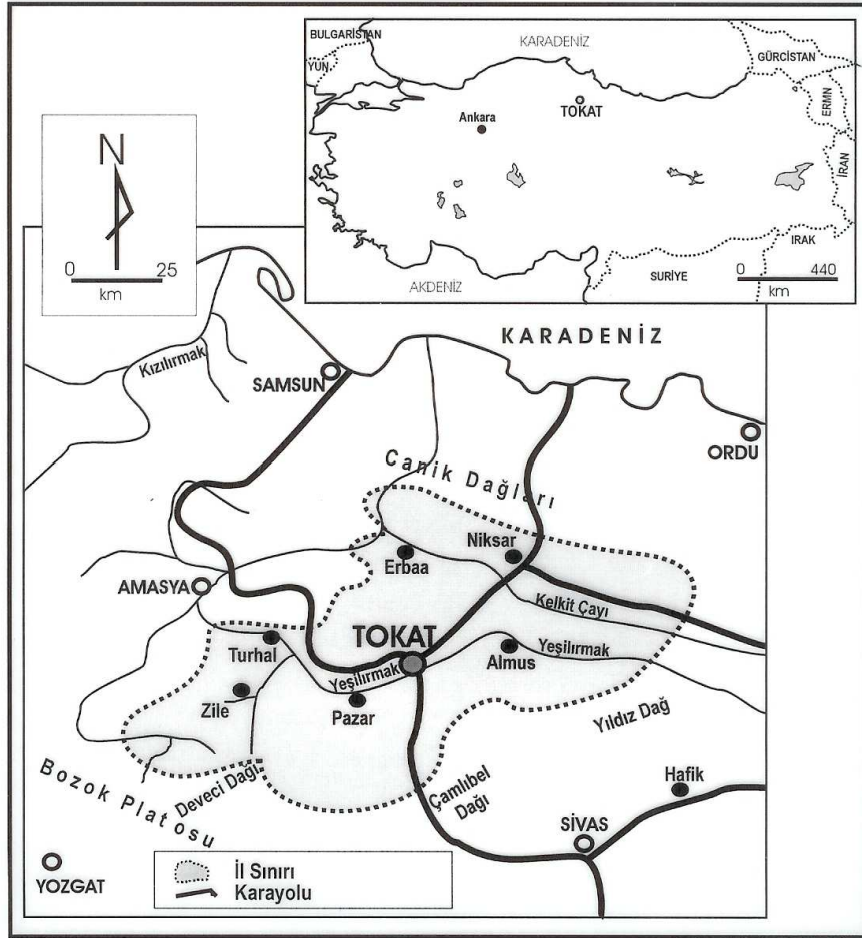 BULGARİSTAN
KARADENİZ
GÜRCİSTAN
YUN
ERMN
TOKAT
Ankara
İRAN
IRAK
SURİYE
AKDENİZ
0 440
km
N
0 25
km
KARADENİZ
Kızılırmak
SAMSUN
ORDU
Canik Dağları
Niksar
Erbaa
AMASYA
Kelkit Çayı
TOKAT
Turhal
Yeşilırmak
Almus
Yeşilırmak
Zile
Pazar
Yıldız Dağ
Bozok Platosu
Deveci Dağı
Çamlıbel
Dağı
Hafik
SİVAS
YOZGAT
İl Sınırı
Karayolu